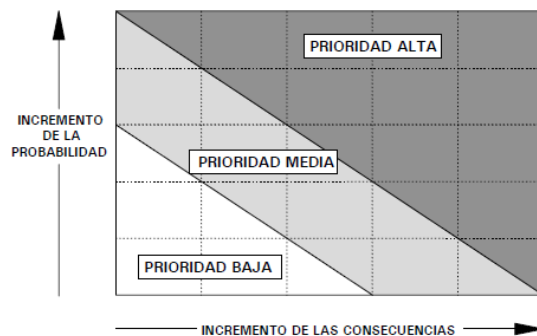 PRIORIDAD ALTA
INCREMENTO
DE LA
PROBABILIDAD
PRIORIDAD MEDIA
PRIORIDAD BAJA
INCREMENTO DE LAS CONSECUENCIAS